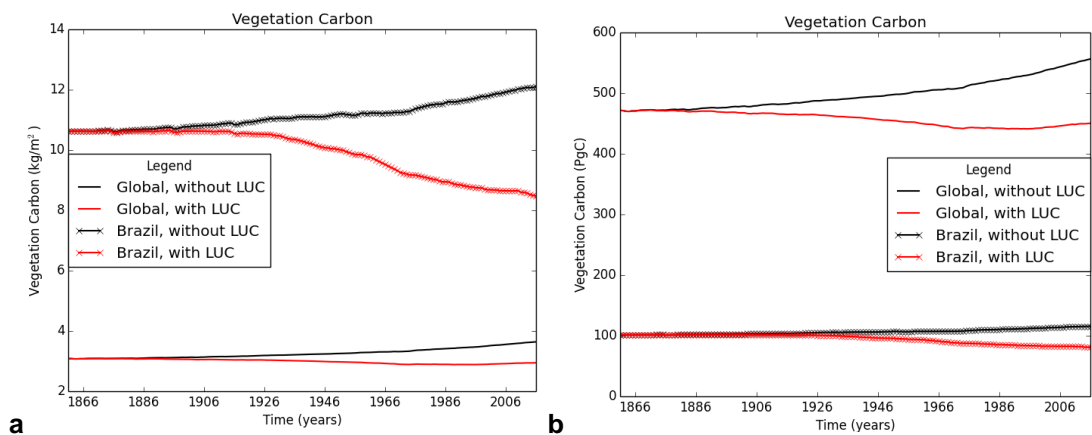 Vegetation Carbon
14
12
10
8
6
4
2
Vegetation Carbon (kg/m² )
Legend
Global, without LUC
Global, with LUC
Brazil, without LUC
Brazil, with LUC
1866 1886 1906 1926 1946 1966 1986 2006
Time (years)
a
Vegetation Carbon
600
500
400
300
200
100
0
Vegetation Carbon (PgC)
Legend
Global, without LUC
Global, with LUC
Brazil, without LUC
Brazil, with LUC
1866 1886 1906 1926 1946 1966 1986 2006
Time (years)
b